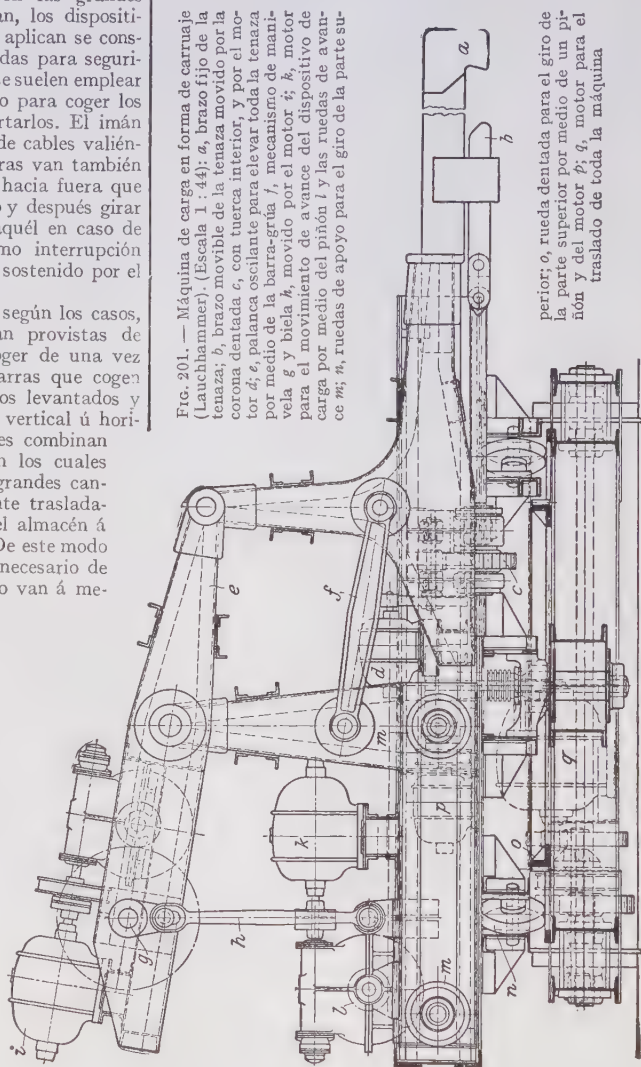 an, los dispositi-
aplican se cons-
das para seguri-
se suelen emplear
o para coger los
rtarlos. El imán
de cables valién-
ras van también
hacia fuera que
o y después girar
aquél en caso de
mo interrupción
sostenido por el
según los casos,
an provistas de
oger de una vez
arras que cogen
os levantados y
vertical ú hori-
es combinan
n los cuales
grandes can-
nte traslada-
el almacén á
De este modo
necesario de
o van á me-
FIG. 201. — Máquina de carga en forma de carruaje
(Lauchhammer). (Escala 1 : 44): a, brazo fijo de la
tenaza; b, brazo movible de la tenaza movido por la
corona dentada c, con tuerca interior, y por el mo-
tor d; e, palanca oscilante para elevar toda la tenaza
por medio de la barra-grúa f, mecanismo de mani-
vela g y biela h, movido por el motor i; k, motor
para el movimiento de avance del dispositivo de
carga por medio del piñón l y las ruedas de avan-
ce m; n, ruedas de apoyo para el giro de la parte su-
perior; o, rueda dentada para el giro de
la parte superior por medio de un pi-
ñón y del motor p; q, motor para el
traslado de toda la máquina
a
b
c
d
e
f
g
h
i
k
l
m
m
n
o
p
q